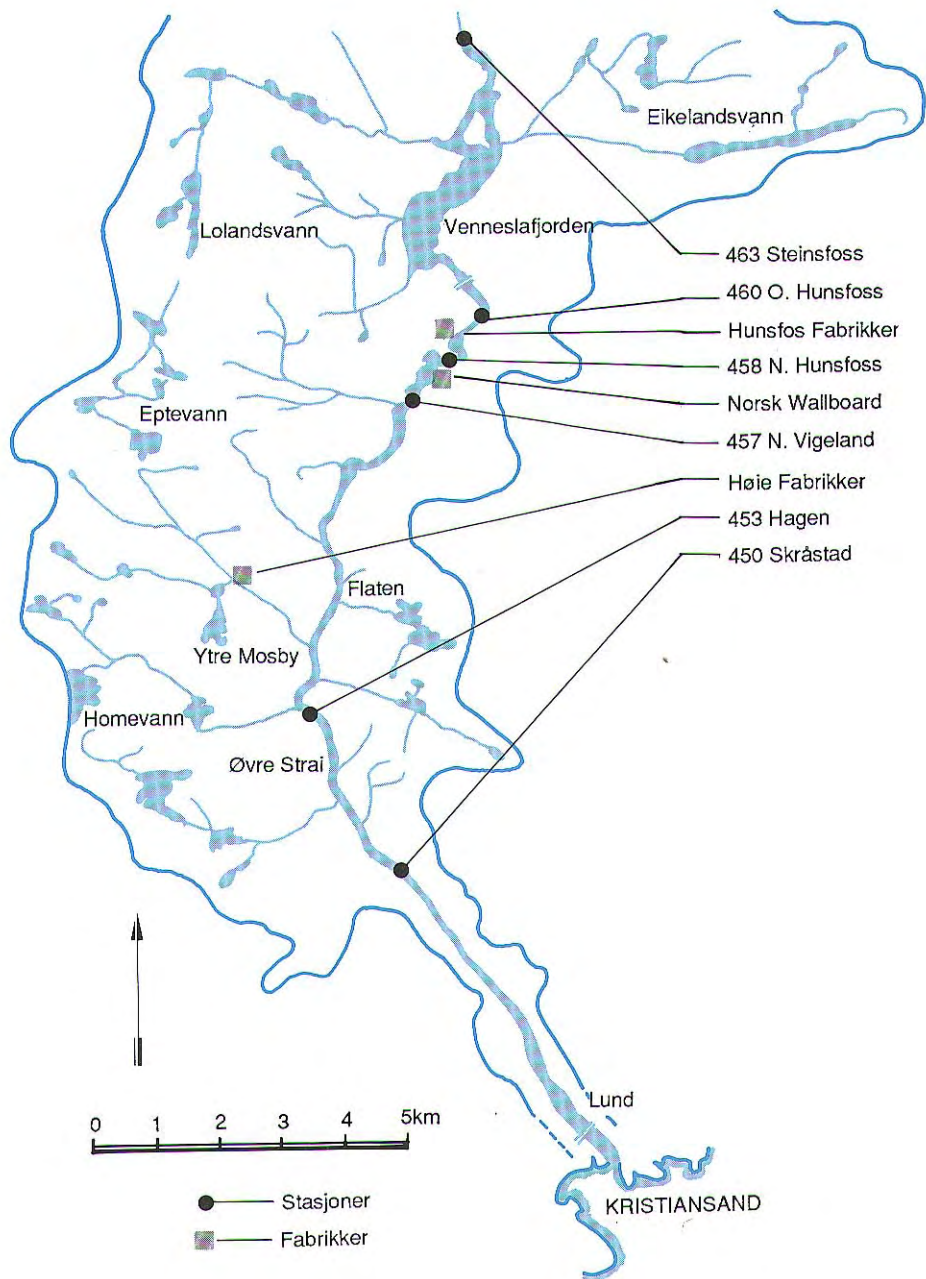 Eikelandsvann
Lolandsvann
Venneslafjorden
463 Steinsfoss
460 O. Hunsfoss
Hunsfos Fabrikker
458 N. Hunsfoss
Norsk Wallboard
457 N. Vigeland
Høie Fabrikker
453 Hagen
450 Skråstad
Eptevann
Flaten
Ytre Mosby
Homevann
Øvre Strai
Lund
0 1 2 3 4 5km
KRISTIANSAND
Stasjoner
Fabrikker